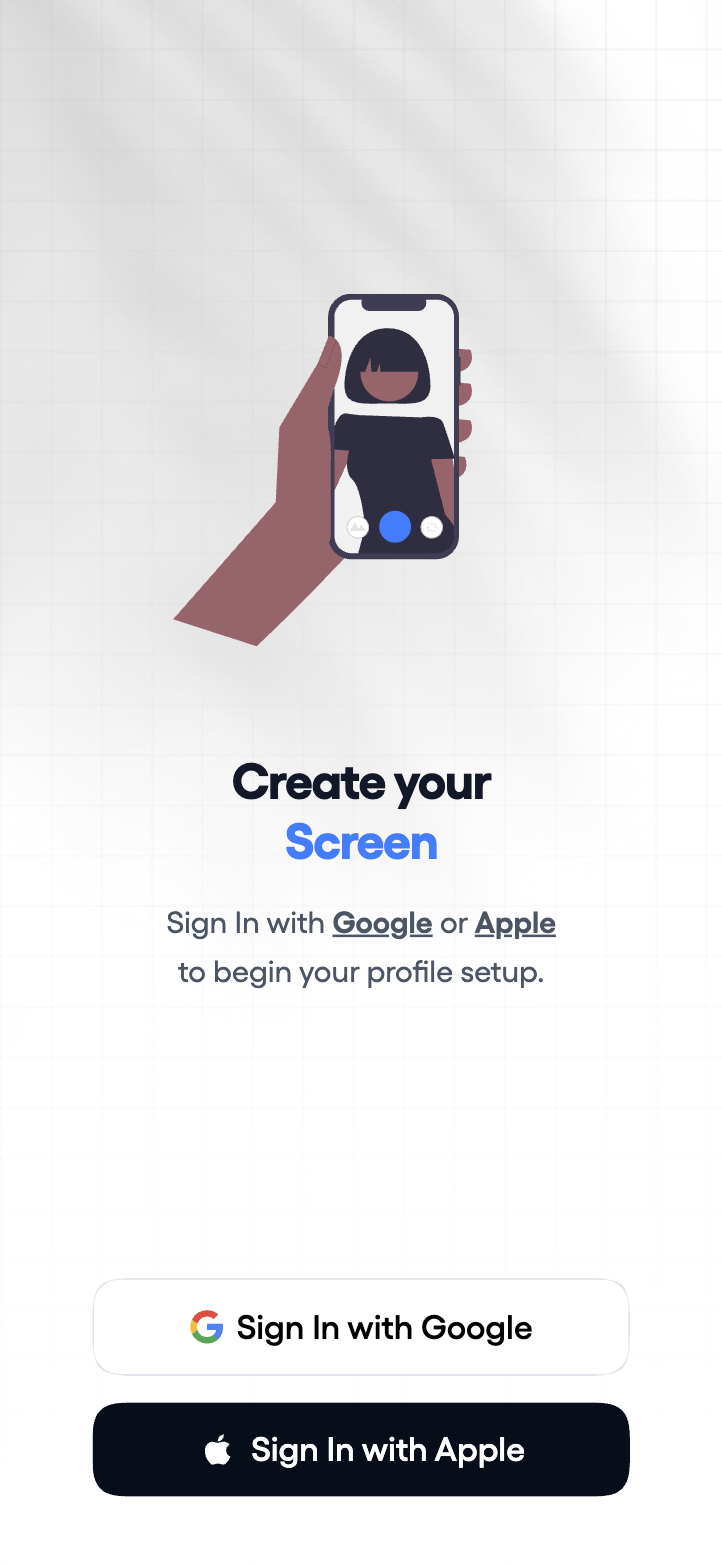 Create your
Screen
Sign In with Google or Apple
to begin your profile setup.
Sign In with Google
Sign In with Apple